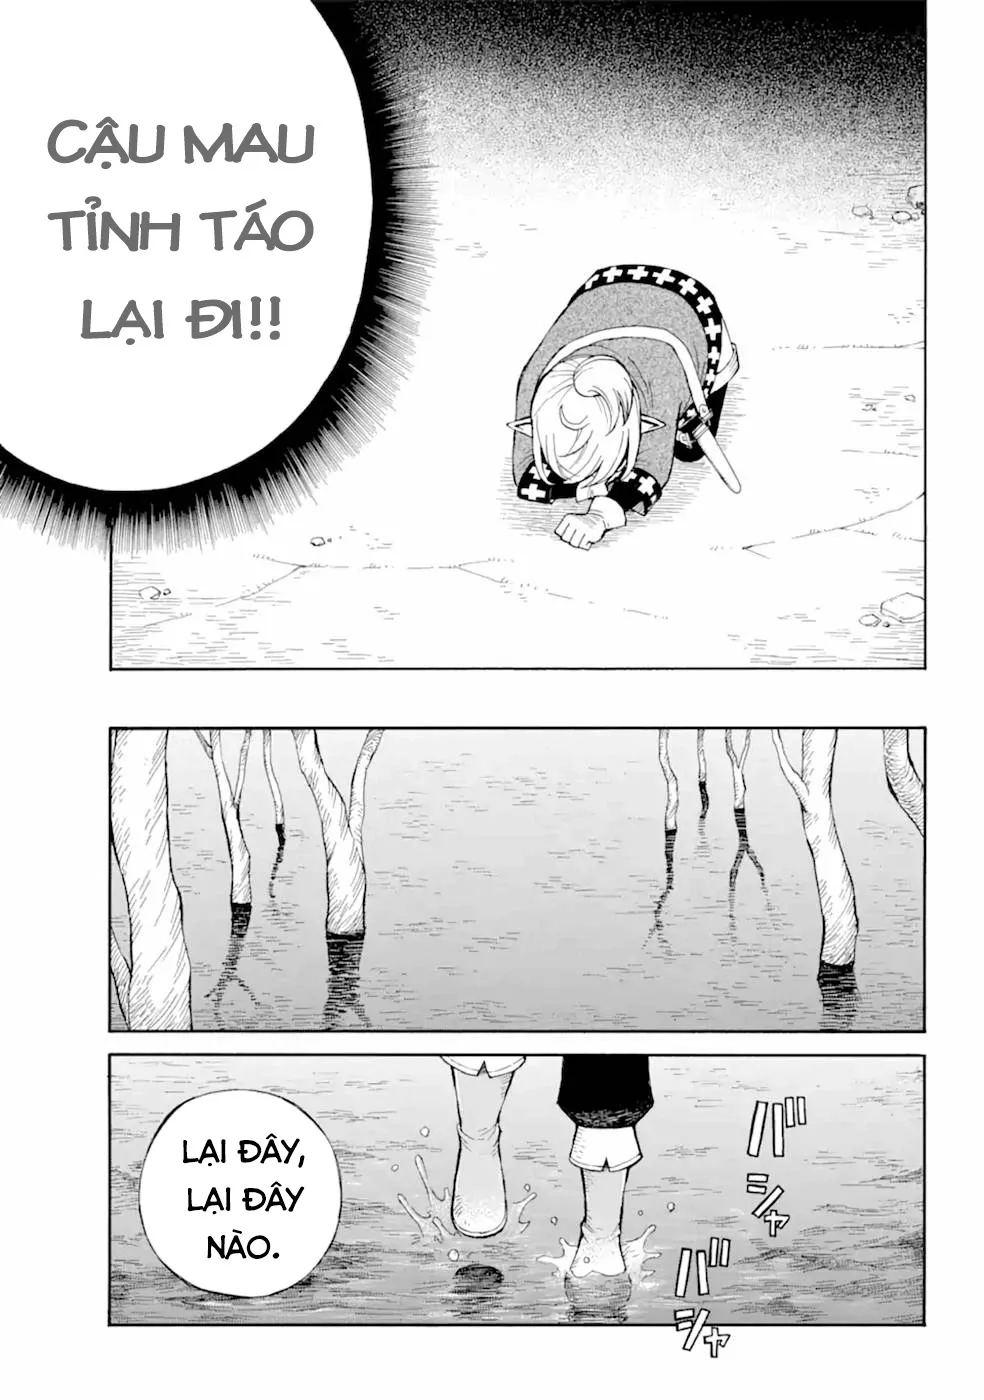 CẬU MAU
TỈNH TÁO
LẠI ĐI!!
LẠI ĐÂY,
LẠI ĐÂY
NÀO.
バシャ
バシャ